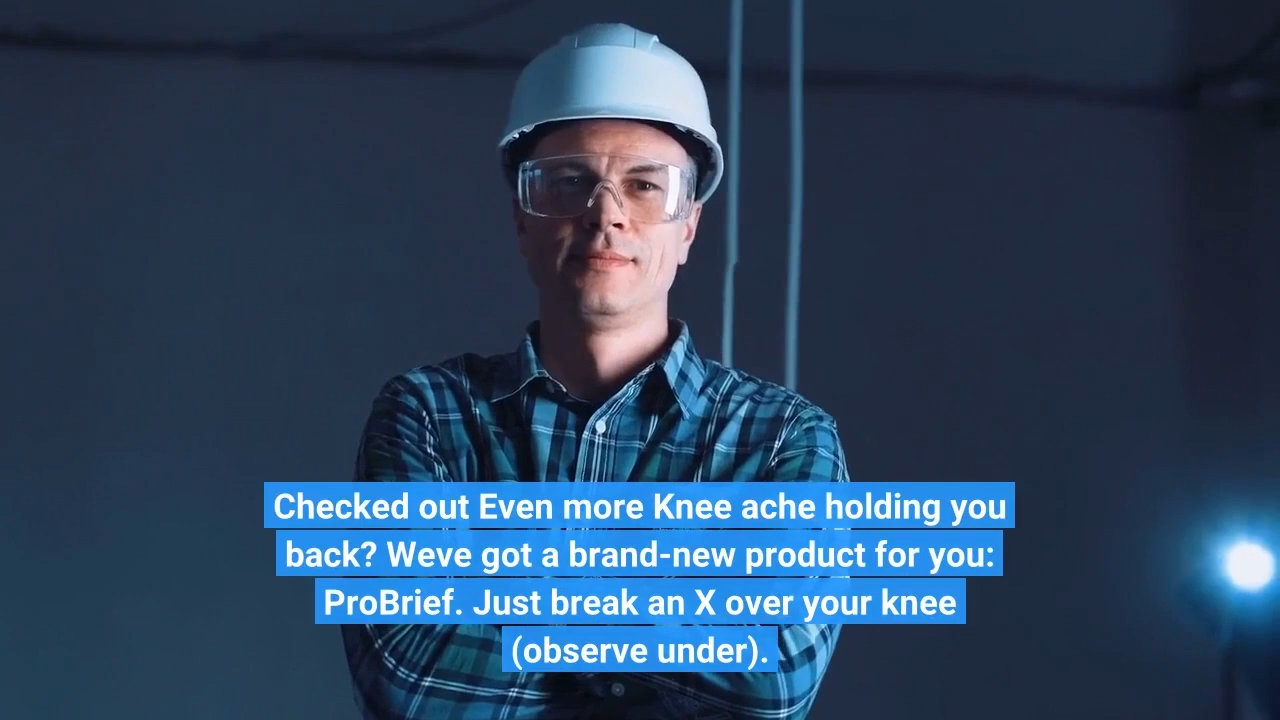 Checked out Even more Knee ache holding you
back? Weve got a brand-new product for you:
ProBrief. Just break an X over your knee
(observe under).